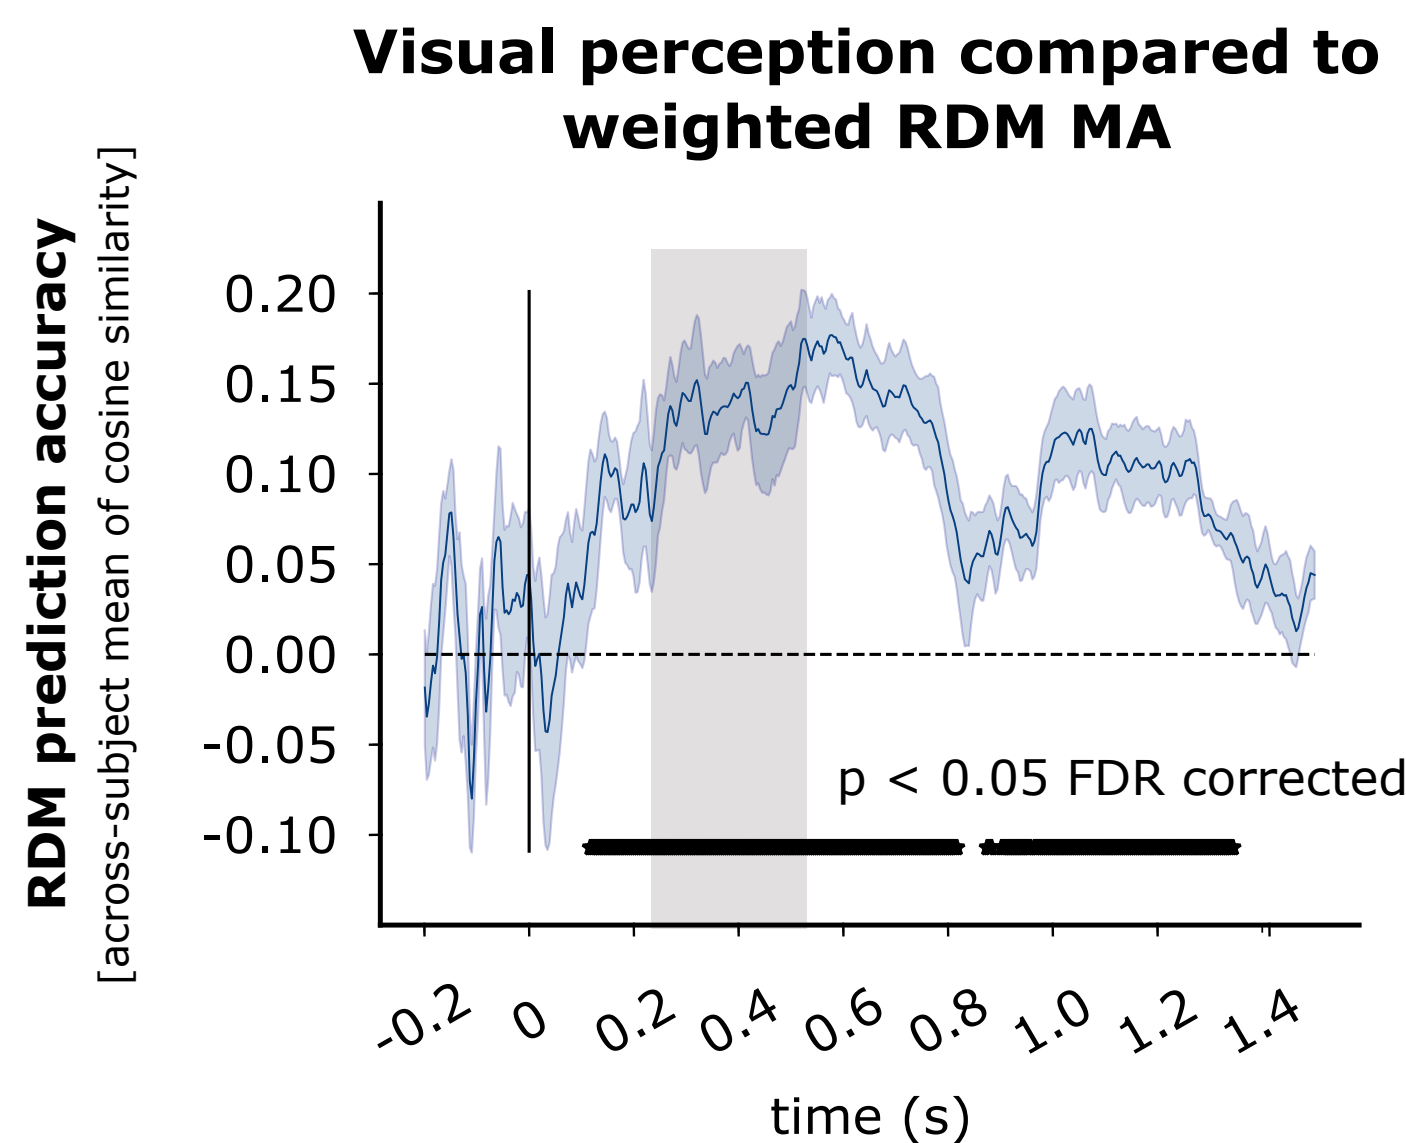 Visual perception compared to
weighted RDM MA
RDM prediction accuracy
[across-subject mean of cosine similarity]
0.20
0.15
0.10
0.05
0.00
-0.05
-0.10
p < 0.05 FDR corrected
-0.2 0 0.2 0.4 0.6 0.8 1.0 1.2 1.4
time (s)